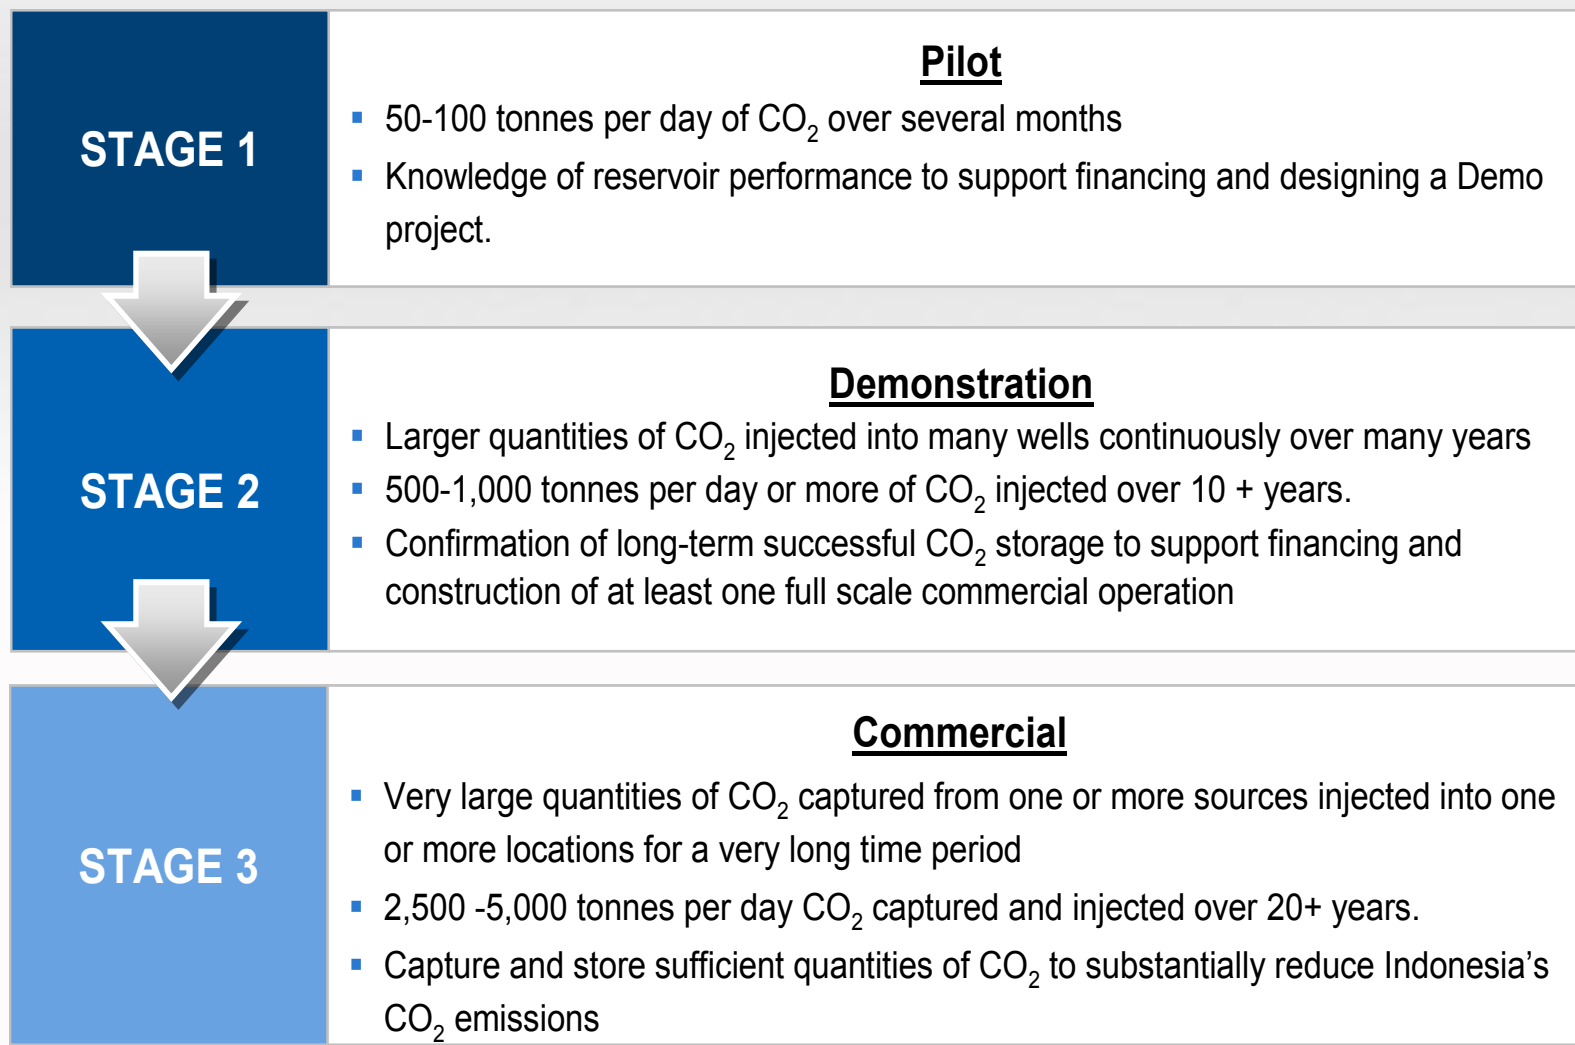 STAGE 1
Pilot
▪ 50-100 tonnes per day of CO₂ over several months
▪ Knowledge of reservoir performance to support financing and designing a Demo
project.
STAGE 2
Demonstration
▪ Larger quantities of CO₂ injected into many wells continuously over many years
▪ 500-1,000 tonnes per day or more of CO₂ injected over 10 + years.
▪ Confirmation of long-term successful CO₂ storage to support financing and
construction of at least one full scale commercial operation
STAGE 3
Commercial
▪ Very large quantities of CO₂ captured from one or more sources injected into one
or more locations for a very long time period
▪ 2,500 -5,000 tonnes per day CO₂ captured and injected over 20+ years.
▪ Capture and store sufficient quantities of CO₂ to substantially reduce Indonesia’s
CO₂ emissions